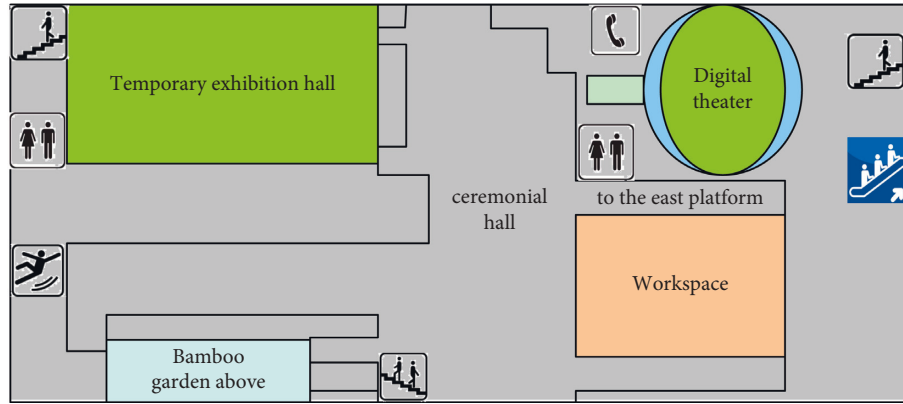 Temporary exhibition hall
Digital
theater
ceremonial
hall
to the east platform
Workspace
Bamboo
garden above